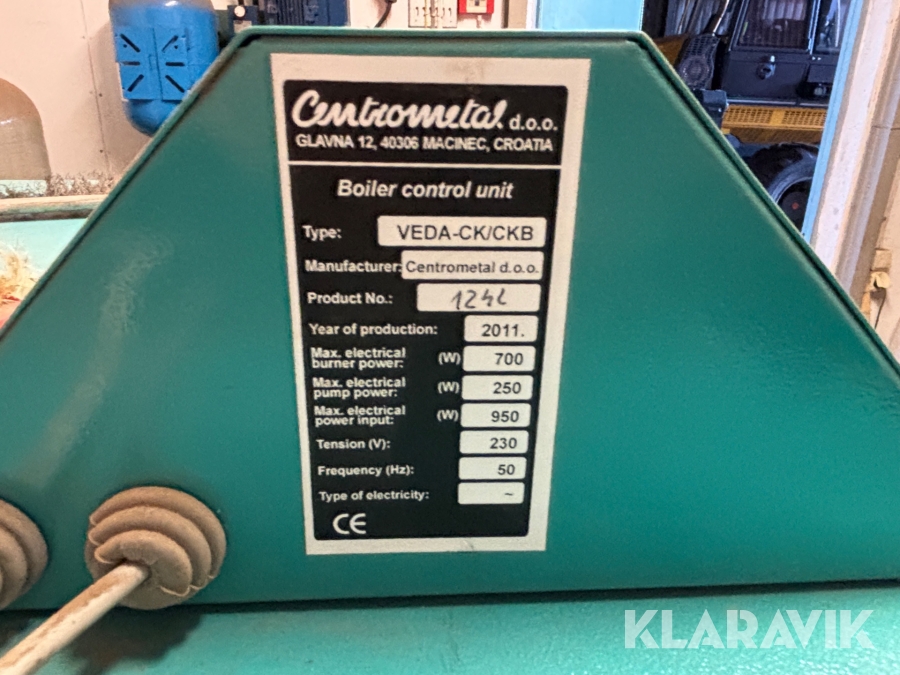 Centrometal d.o.o.
GLAVNA 12, 40306 MACINEC, CROATIA
Boiler control unit
Type: VEDA-CK/CKB
Manufacturer: Centrometal d.o.o.
Product No.:
Year of production: 2011.
Max. electrical burner power: (W) 700
Max. electrical pump power: (W) 250
Max. electrical power input: (W) 950
Tension (V): 230
Frequency (Hz): 50
Type of electricity: ~
CE
KLARAVIK